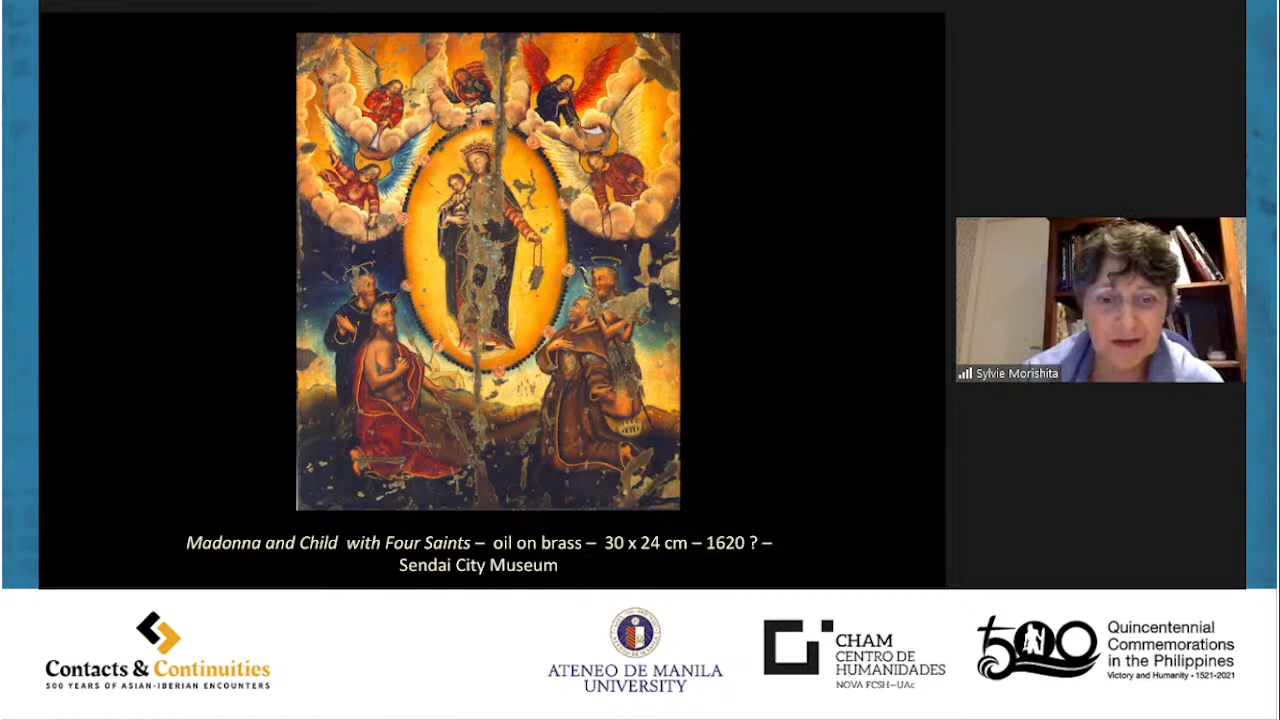 Madonna and Child with Four Saints – oil on brass – 30 x 24 cm – 1620 ? –
Sendai City Museum
Sylvie Morishita
Contacts & Continuities
500 YEARS OF ASIAN-IBERIAN ENCOUNTERS
ATENEO DE MANILA
UNIVERSITY
CHAM
CENTRO DE
HUMANIDADES
NOVA FCSH—UAc
500
Quincentennial
Commemorations
in the Philippines
Victory and Humanity • 1521-2021